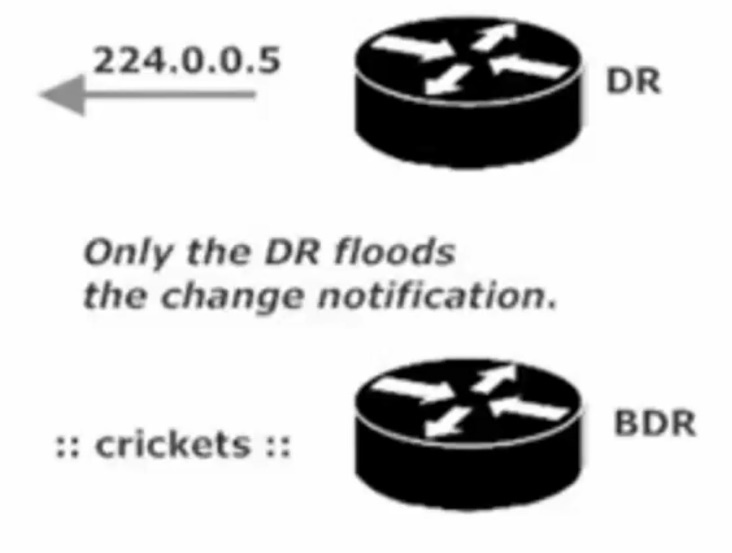 224.0.0.5
DR
Only the DR floods
the change notification.
BDR
:: crickets ::